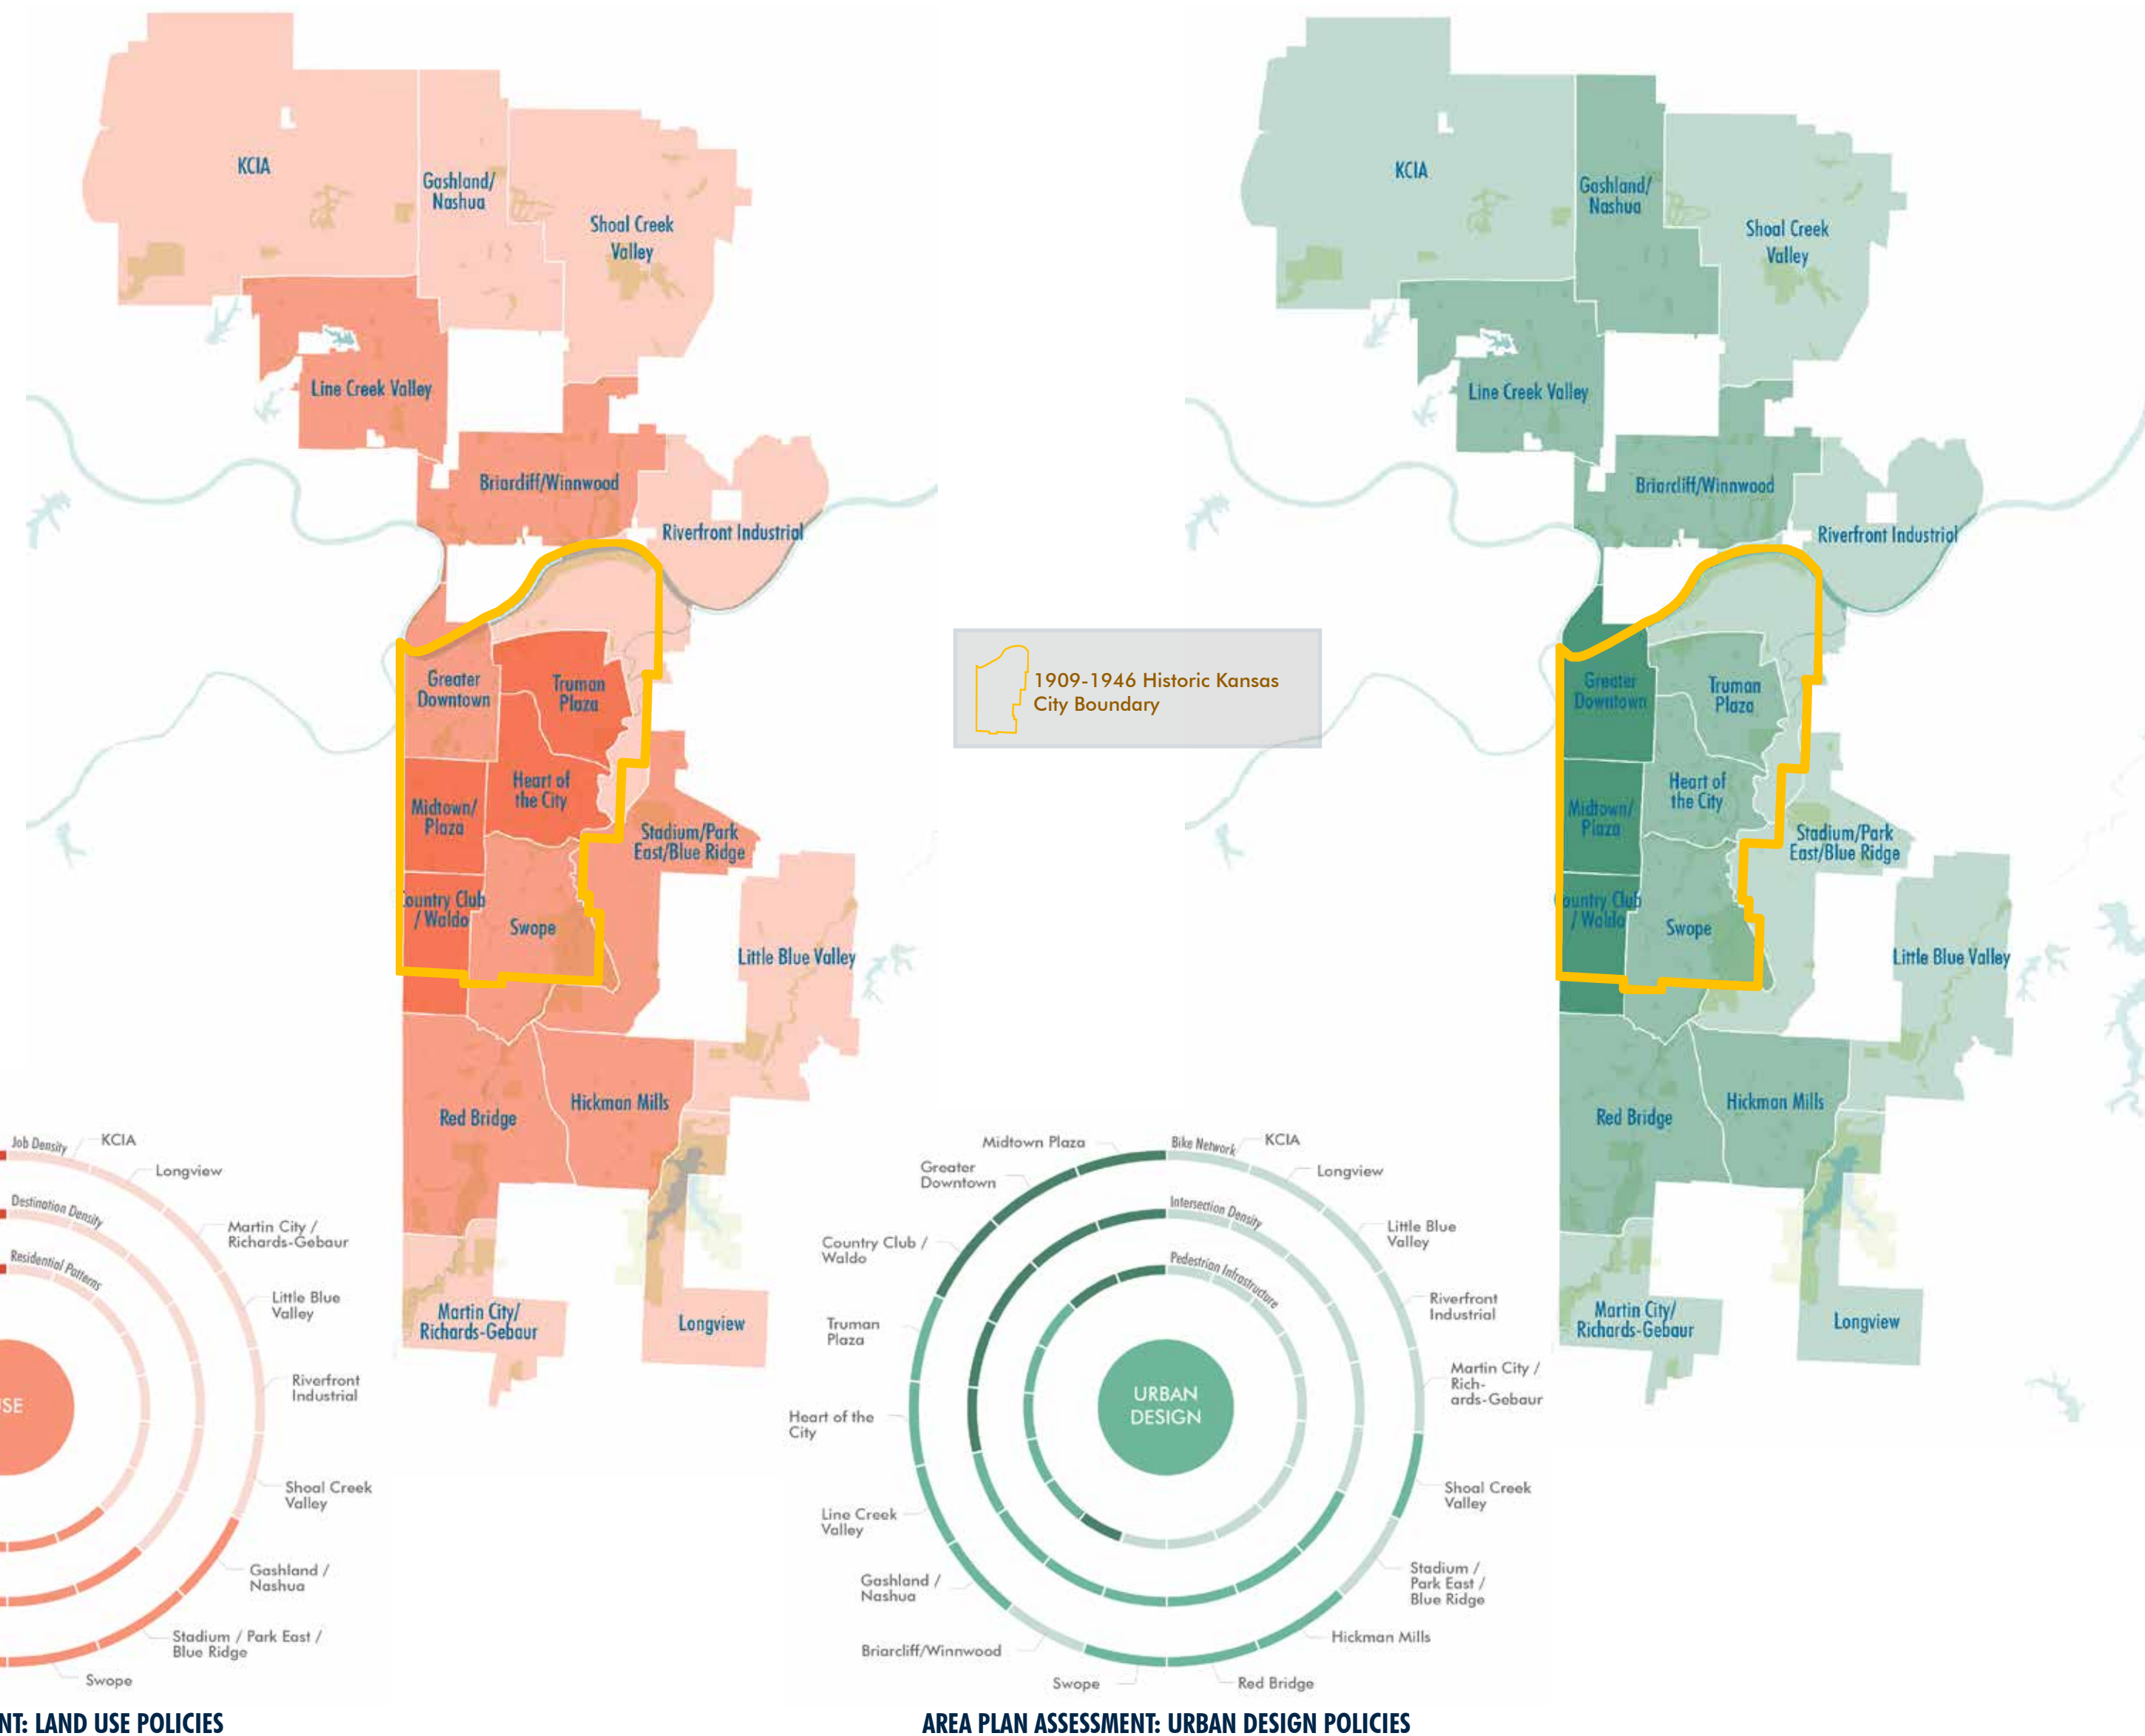 KCIA
Gashland/
Nashua
Shoal Creek
Valley
Line Creek Valley
Briarcliff/Winnwood
Riverfront Industrial
Greater
Downtown
Truman
Plaza
Heart of
the City
Midtown/
Plaza
Stadium/Park
East/Blue Ridge
ountry Club
/ Waldo
Swope
Little Blue Valley
Red Bridge
Hickman Mills
Martin City/
Richards-Gebaur
Longview
KCIA
Gashland/
Nashua
Shoal Creek
Valley
Line Creek Valley
Briarcliff/Winnwood
Riverfront Industrial
Greater
Downtown
Truman
Plaza
Heart of
the City
Midtown/
Plaza
Stadium/Park
East/Blue Ridge
ountry Club
/ Waldo
Swope
Little Blue Valley
Red Bridge
Hickman Mills
Martin City/
Richards-Gebaur
Longview
1909-1946 Historic Kansas
City Boundary
Job Density
Destination Density
Residential Patterns
SE
KCIA
Longview
Martin City /
Richards-Gebaur
Little Blue
Valley
Riverfront
Industrial
Shoal Creek
Valley
Gashland /
Nashua
Stadium / Park East /
Blue Ridge
Swope
Bike Network
Intersection Density
Pedestrian Infrastructure
URBAN
DESIGN
KCIA
Longview
Little Blue
Valley
Riverfront
Industrial
Martin City /
Rich-
ards-Gebaur
Shoal Creek
Valley
Stadium /
Park East /
Blue Ridge
Hickman Mills
Red Bridge
Swope
Briarcliff/Winnwood
Gashland /
Nashua
Line Creek
Valley
Heart of the
City
Truman
Plaza
Country Club /
Waldo
Greater
Downtown
Midtown Plaza
NT: LAND USE POLICIES
AREA PLAN ASSESSMENT: URBAN DESIGN POLICIES